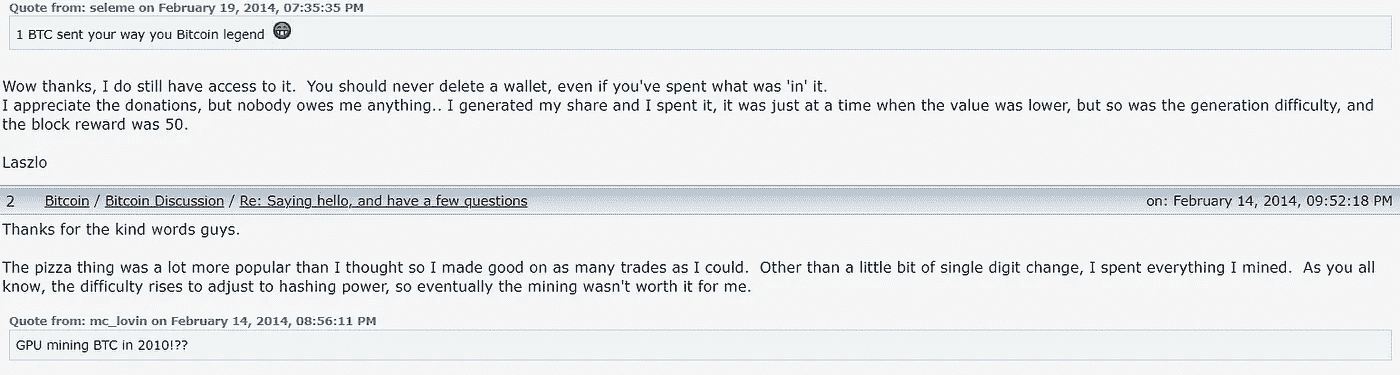 Quote from: seleme on February 19, 2014, 07:35:35 PM
1 BTC sent your way you Bitcoin legend
Wow thanks, I do still have access to it.  You should never delete a wallet, even if you've spent what was 'in' it.
I appreciate the donations, but nobody owes me anything.. I generated my share and I spent it, it was just at a time when the value was lower, but so was the generation difficulty, and
the block reward was 50.
Laszlo
2 Bitcoin / Bitcoin Discussion / Re: Saying hello, and have a few questions on: February 14, 2014, 09:52:18 PM
Thanks for the kind words guys.
The pizza thing was a lot more popular than I thought so I made good on as many trades as I could.  Other than a little bit of single digit change, I spent everything I mined.  As you all
know, the difficulty rises to adjust to hashing power, so eventually the mining wasn't worth it for me.
Quote from: mc_lovin on February 14, 2014, 08:56:11 PM
GPU mining BTC in 2010!??